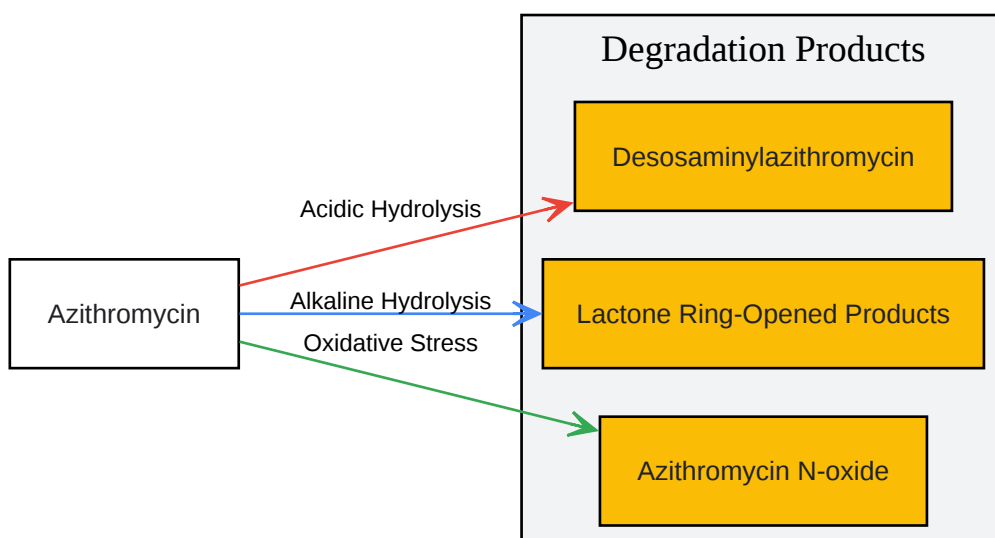 Degradation Products
Desosaminylazithromycin
Acidic Hydrolysis
Azithromycin
Alkaline Hydrolysis
Lactone Ring-Opened Products
Oxidative Stress
Azithromycin N-oxide